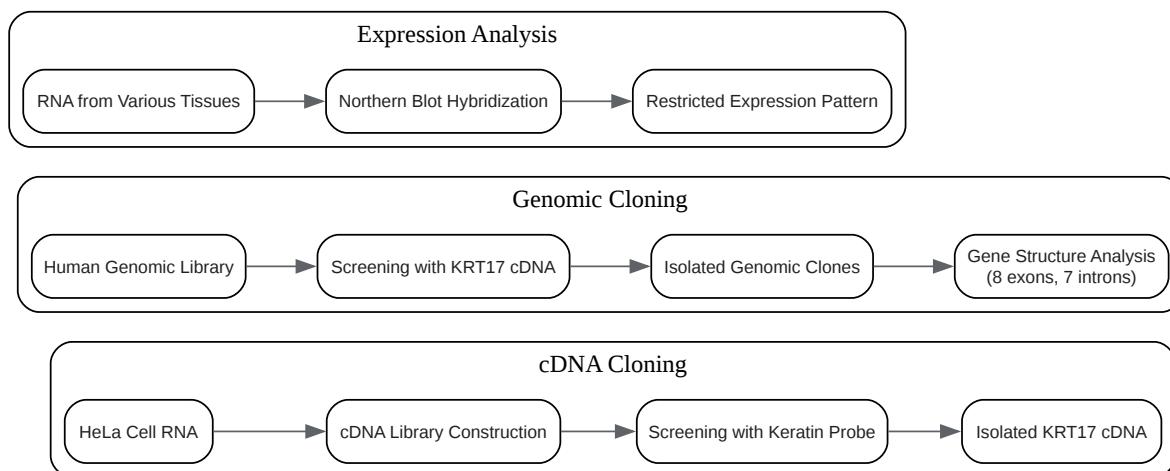 Expression Analysis
RNA from Various Tissues
Northern Blot Hybridization
Restricted Expression Pattern
Genomic Cloning
Human Genomic Library
Screening with KRT17 cDNA
Isolated Genomic Clones
Gene Structure Analysis
(8 exons, 7 introns)
cDNA Cloning
HeLa Cell RNA
cDNA Library Construction
Screening with Keratin Probe
Isolated KRT17 cDNA